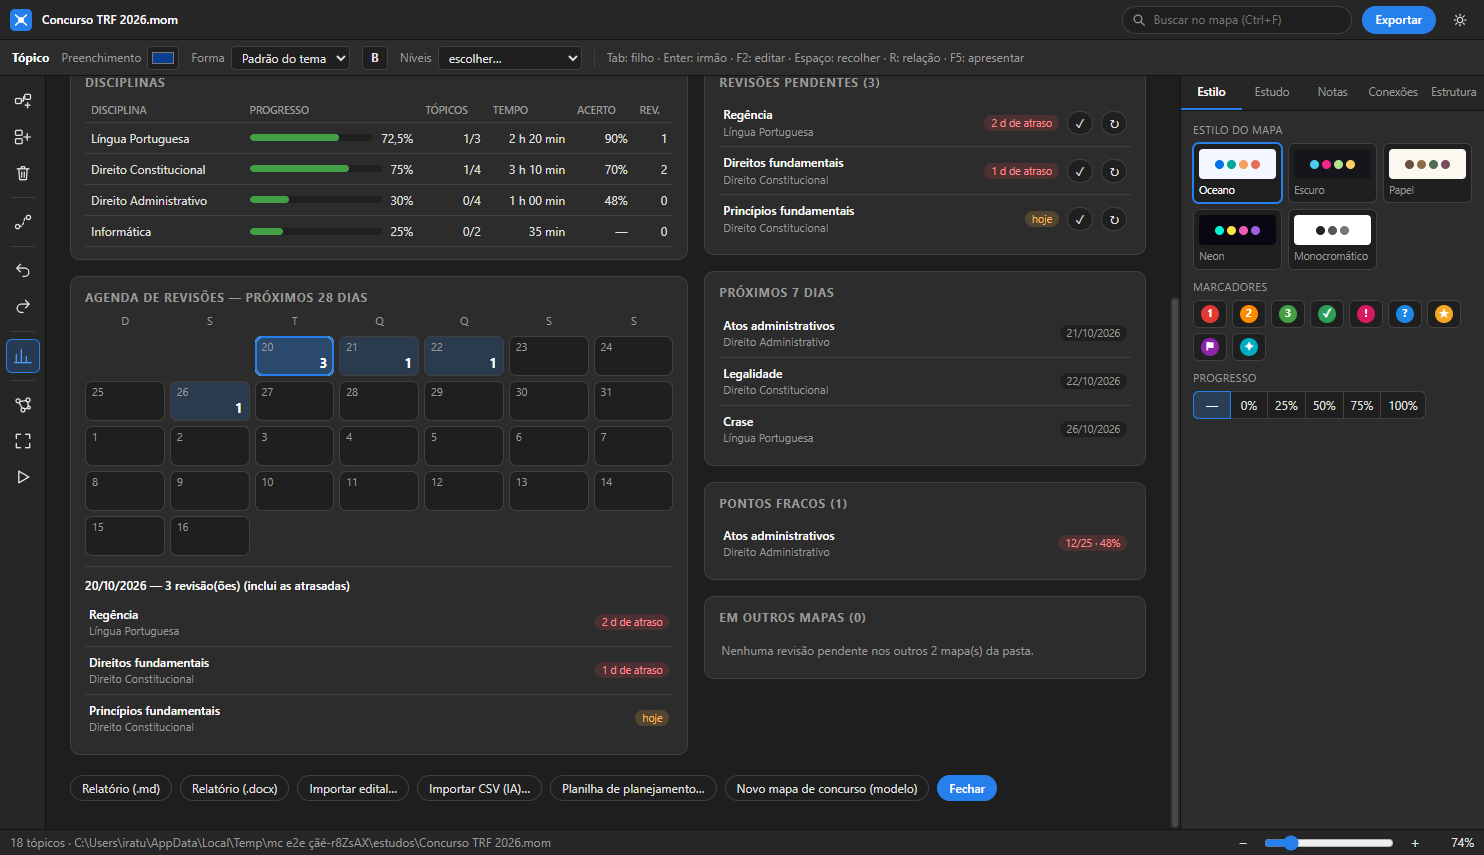 Concurso TRF 2026.mom
Buscar no mapa (Ctrl+F)
Exportar
Tópico
Preenchimento
Forma
Padrão do tema
B
Níveis
escolher...
Tab: filho · Enter: irmão · F2: editar · Espaço: recolher · R: relação · F5: apresentar
DISCIPLINAS
DISCIPLINA PROGRESSO TÓPICOS TEMPO ACERTO REV.
Língua Portuguesa 72,5% 1/3 2 h 20 min 90% 1
Direito Constitucional 75% 1/4 3 h 10 min 70% 2
Direito Administrativo 30% 0/4 1 h 00 min 48% 0
Informática 25% 0/2 35 min — 0
AGENDA DE REVISÕES — PRÓXIMOS 28 DIAS
D S T Q Q S S
20 3 21 1 22 1 23 24
25 26 1 27 28 29 30 31
1 2 3 4 5 6 7
8 9 10 11 12 13 14
15 16
20/10/2026 — 3 revisão(ões) (inclui as atrasadas)
Regência
Língua Portuguesa
2 d de atraso
Direitos fundamentais
Direito Constitucional
1 d de atraso
Princípios fundamentais
Direito Constitucional
hoje
REVISÕES PENDENTES (3)
Regência
Língua Portuguesa
2 d de atraso
Direitos fundamentais
Direito Constitucional
1 d de atraso
Princípios fundamentais
Direito Constitucional
hoje
PRÓXIMOS 7 DIAS
Atos administrativos
Direito Administrativo
21/10/2026
Legalidade
Direito Constitucional
22/10/2026
Crase
Língua Portuguesa
26/10/2026
PONTOS FRACOS (1)
Atos administrativos
Direito Administrativo
12/25 · 48%
EM OUTROS MAPAS (0)
Nenhuma revisão pendente nos outros 2 mapa(s) da pasta.
Relatório (.md)
Relatório (.docx)
Importar edital...
Importar CSV (IA)...
Planilha de planejamento...
Novo mapa de concurso (modelo)
Fechar
Estilo Estudo Notas Conexões Estrutura
ESTILO DO MAPA
Oceano Escuro Papel
Neon Monocromático
MARCADORES
1 2 3 ✓ ! ? ★
PROGRESSO
— 0% 25% 50% 75% 100%
18 tópicos · C:\Users\iratu\AppData\Local\Temp\mc e2e çãé-r8ZsAX\estudos\Concurso TRF 2026.mom
− + 74%